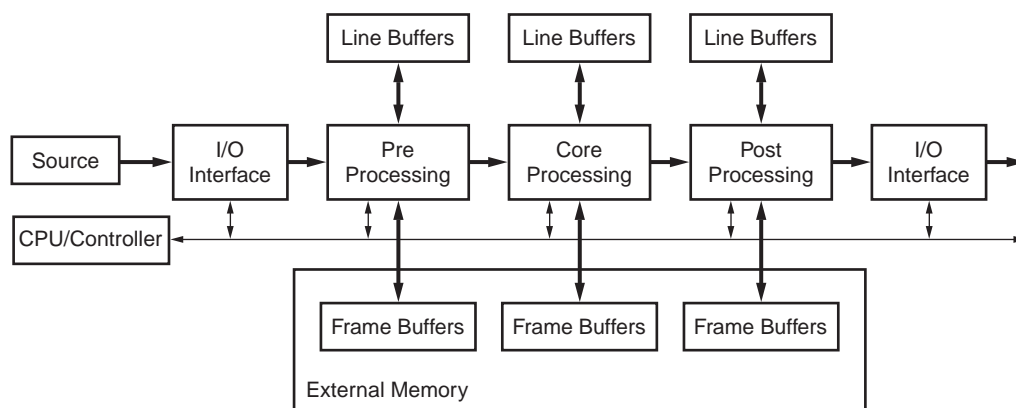 Line Buffers
Line Buffers
Line Buffers
Source
I/O
Interface
Pre
Processing
Core
Processing
Post
Processing
I/O
Interface
CPU/Controller
Frame Buffers
Frame Buffers
Frame Buffers
External Memory